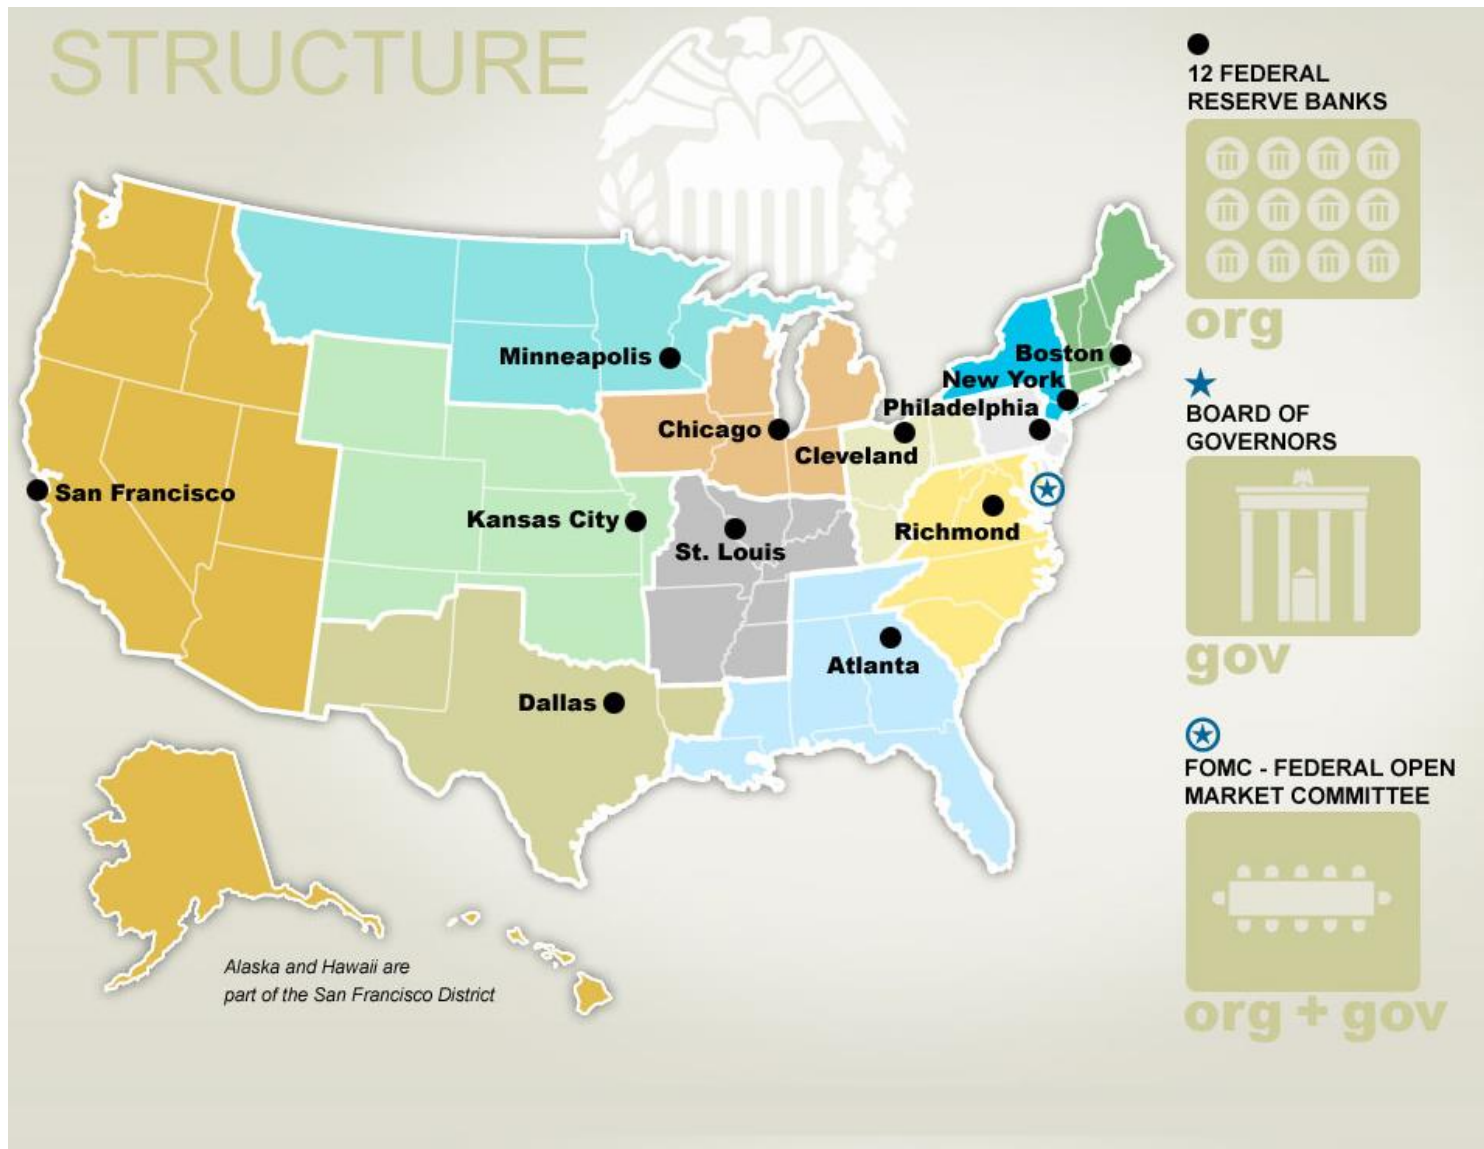 STRUCTURE
12 FEDERAL
RESERVE BANKS
org
BOARD OF
GOVERNORS
gov
FOMC - FEDERAL OPEN
MARKET COMMITTEE
org + gov
Minneapolis
Boston
New York
Philadelphia
Chicago
Cleveland
San Francisco
Kansas City
St. Louis
Richmond
Atlanta
Dallas
Alaska and Hawaii are
part of the San Francisco District